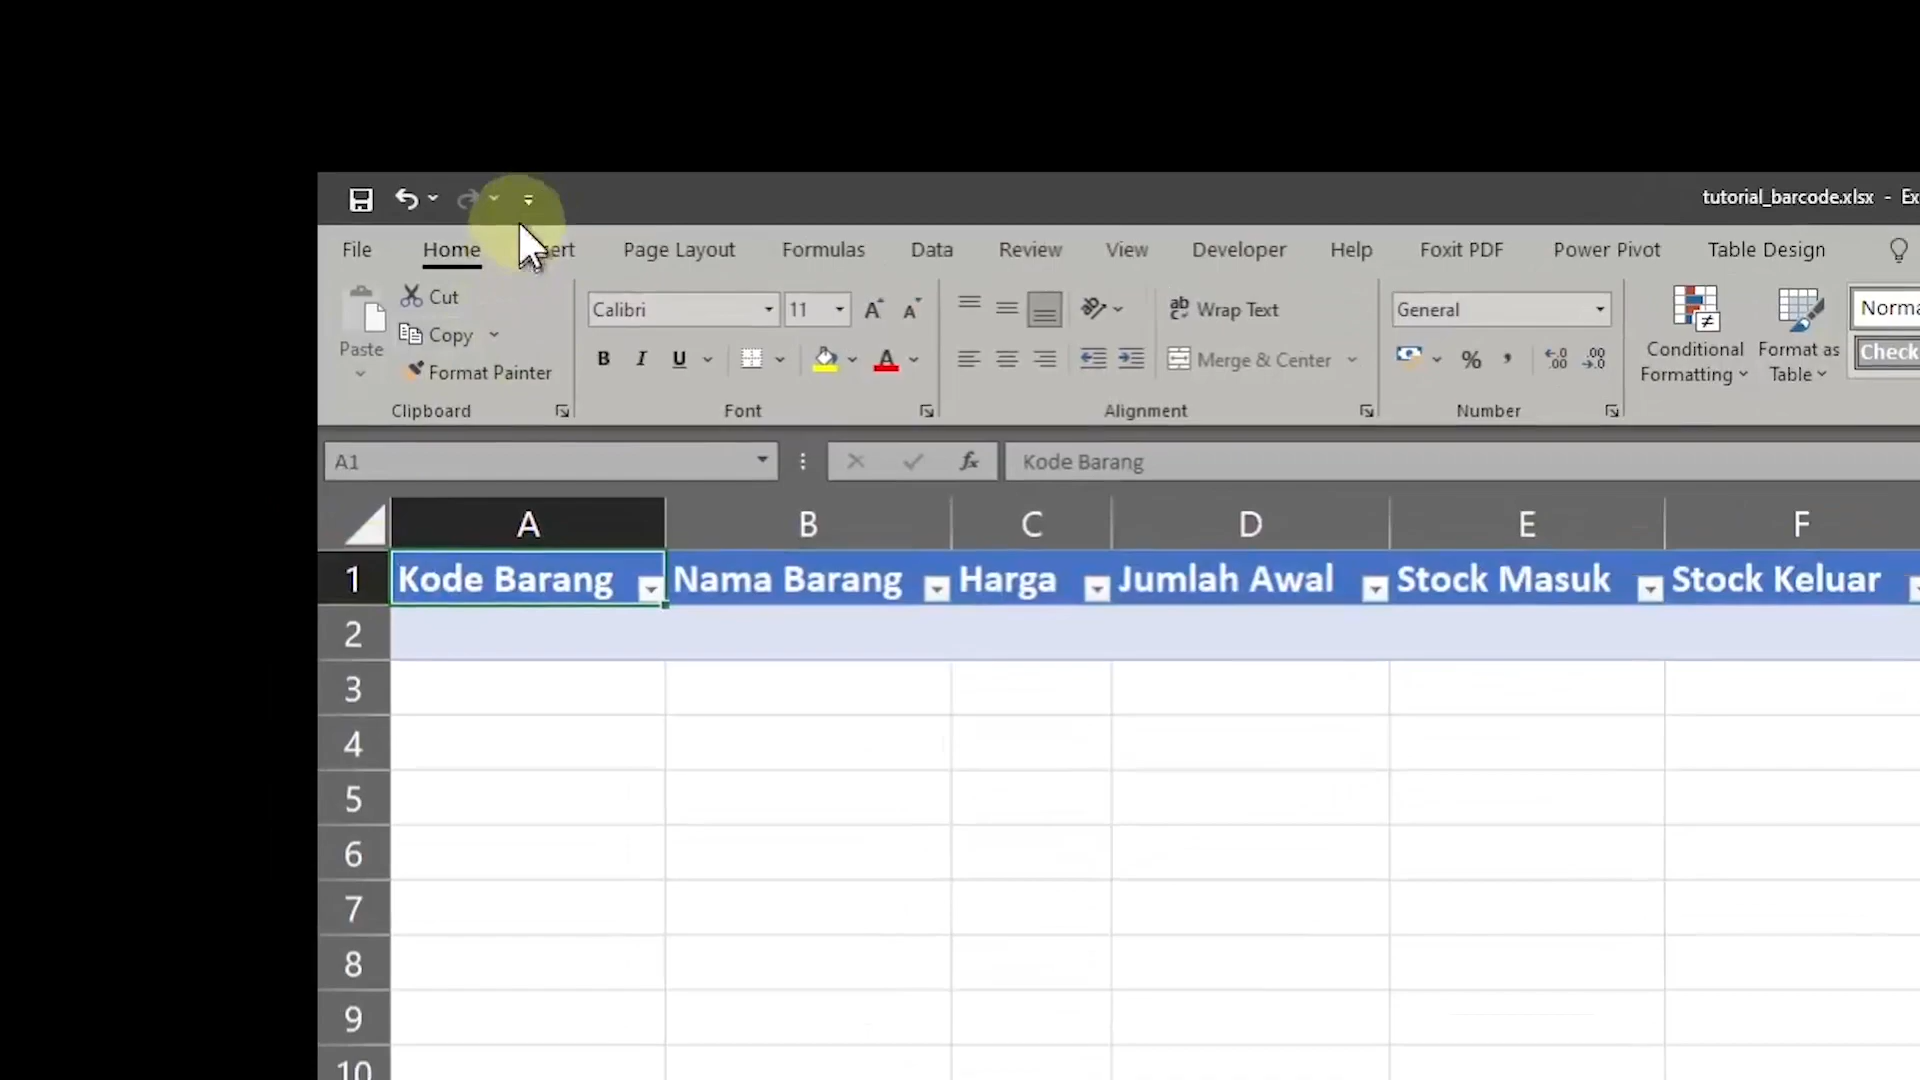 tutorial_barcode.xlsx - Ex
File Home Page Layout Formulas Data Review View Developer Help Foxit PDF Power Pivot Table Design
Cut
Copy
Format Painter
Paste
Clipboard
Calibri 11
B I U
Font
Wrap Text
Merge & Center
Alignment
General
%
Number
Conditional Formatting
Format as Table
Norma
Check
A1
fx Kode Barang
A B C D E F
1 Kode Barang Nama Barang Harga Jumlah Awal Stock Masuk Stock Keluar
2
3
4
5
6
7
8
9
10